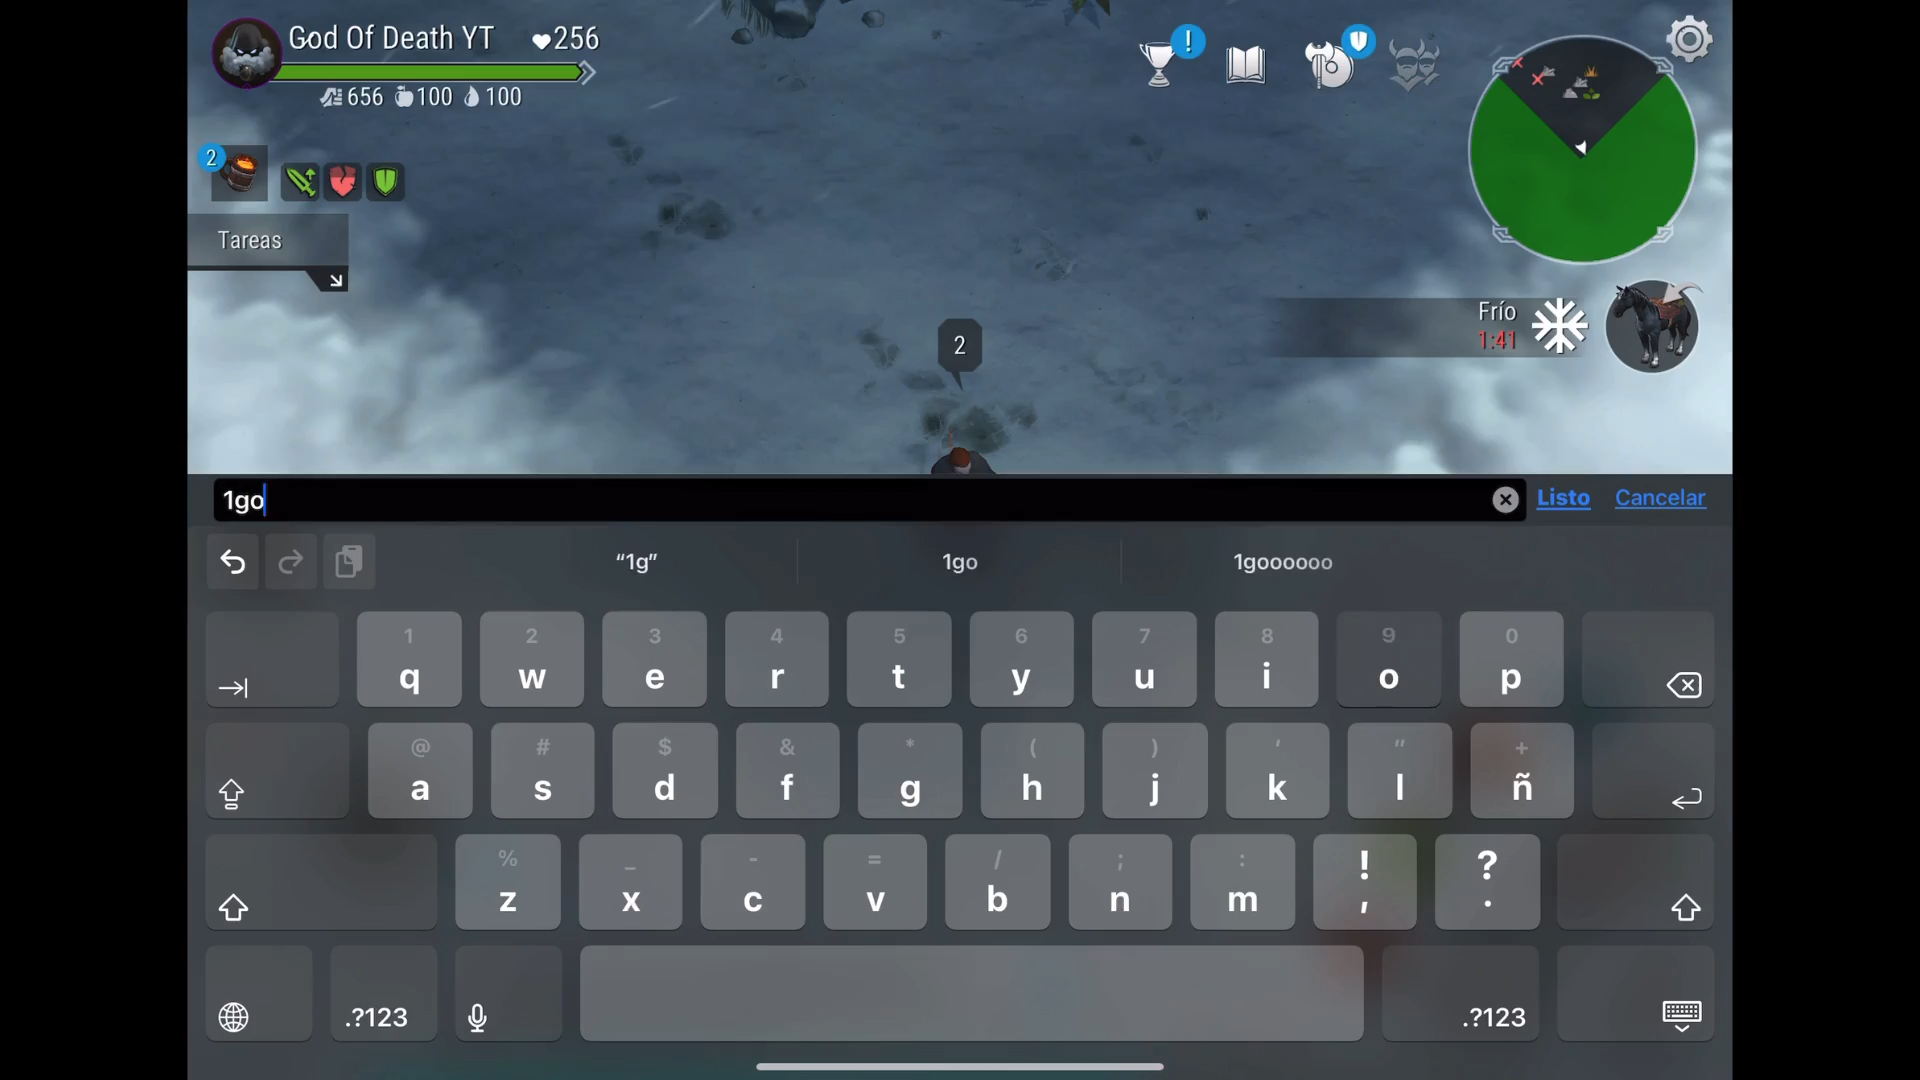 God Of Death YT 256
656 100 100
!
2
Tareas
Frío
1:41
2
1go
Listo Cancelar
“1g” 1go 1goooooo
1 2 3 4 5 6 7 8 9 0
q w e r t y u i o p
@ # $ & * ( ) ' " +
a s d f g h j k l ñ
% _ - = / ; : ! ?
z x c v b n m , .
.?123 .?123